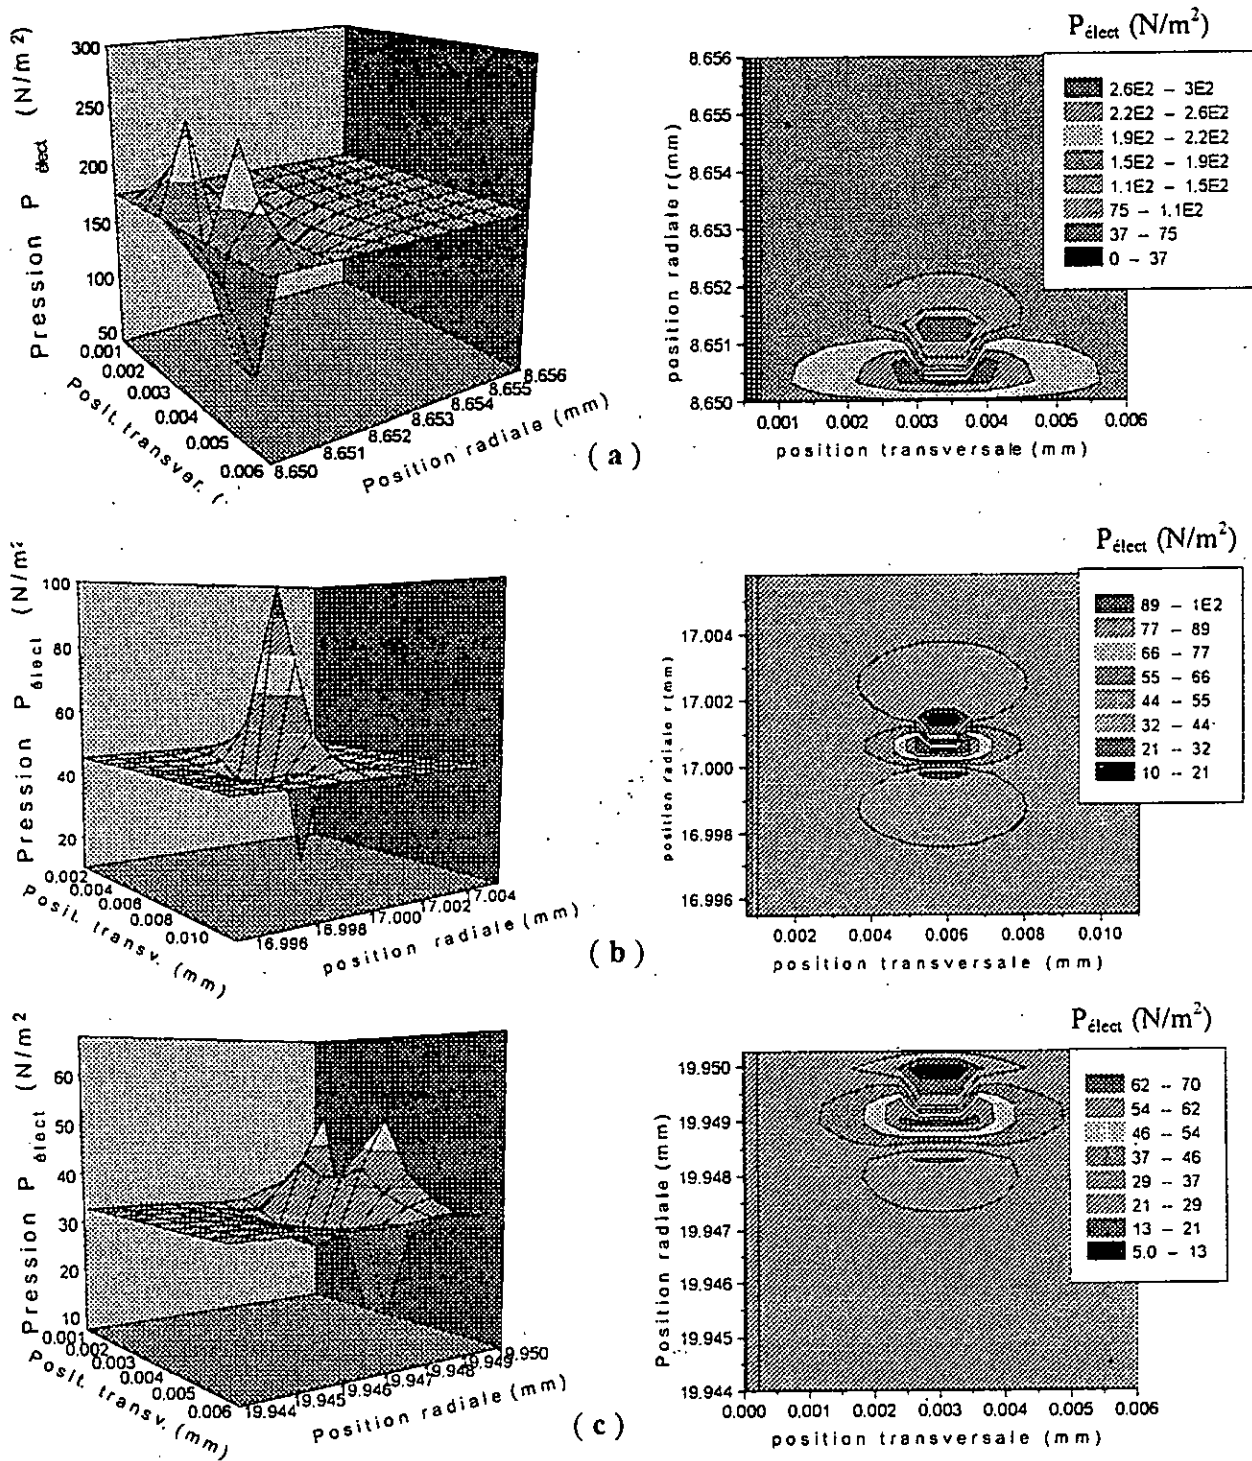 Pression P élect (N/m²)
300
250
200
150
100
50
0.001
0.002
0.003
0.004
0.005
0.006
Posit. transver. (
8.650
8.651
8.652
8.653
8.654
8.655
8.656
Position radiale (mm)
(a)
P élect (N/m²)
2.6E2 – 3E2
2.2E2 – 2.6E2
1.9E2 – 2.2E2
1.5E2 – 1.9E2
1.1E2 – 1.5E2
75 – 1.1E2
37 – 75
0 – 37
position radiale r (mm)
8.656
8.655
8.654
8.653
8.652
8.651
8.650
0.001 0.002 0.003 0.004 0.005 0.006
position transversale (mm)
Pression P élect (N/m²
100
80
60
40
20
0.002
0.004
0.006
0.008
0.010
Posit. transv. (mm)
16.996
16.998
17.000
17.002
17.004
position radiale (mm)
(b)
P élect (N/m²)
89 – 1E2
77 – 89
66 – 77
55 – 66
44 – 55
32 – 44
21 – 32
10 – 21
position radiale r (mm)
17.004
17.002
17.000
16.998
16.996
0.002 0.004 0.006 0.008 0.010
position transversale (mm)
Pression P élect (N/m²
60
50
40
30
20
10
0.001
0.002
0.003
0.004
0.005
0.006
Posit. transv. (mm)
19.944
19.945
19.946
19.947
19.948
19.949
19.950
Position radiale (mm)
(c)
P élect (N/m²)
62 – 70
54 – 62
46 – 54
37 – 46
29 – 37
21 – 29
13 – 21
5.0 – 13
Position radiale (mm)
19.950
19.949
19.948
19.947
19.946
19.945
19.944
0.000 0.001 0.002 0.003 0.004 0.005 0.006
position transversale (mm)